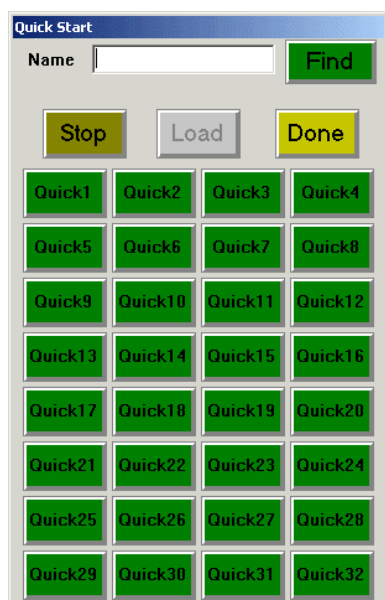 Quick Start
Name Find
Stop Load Done
Quick1 Quick2 Quick3 Quick4
Quick5 Quick6 Quick7 Quick8
Quick9 Quick10 Quick11 Quick12
Quick13 Quick14 Quick15 Quick16
Quick17 Quick18 Quick19 Quick20
Quick21 Quick22 Quick23 Quick24
Quick25 Quick26 Quick27 Quick28
Quick29 Quick30 Quick31 Quick32